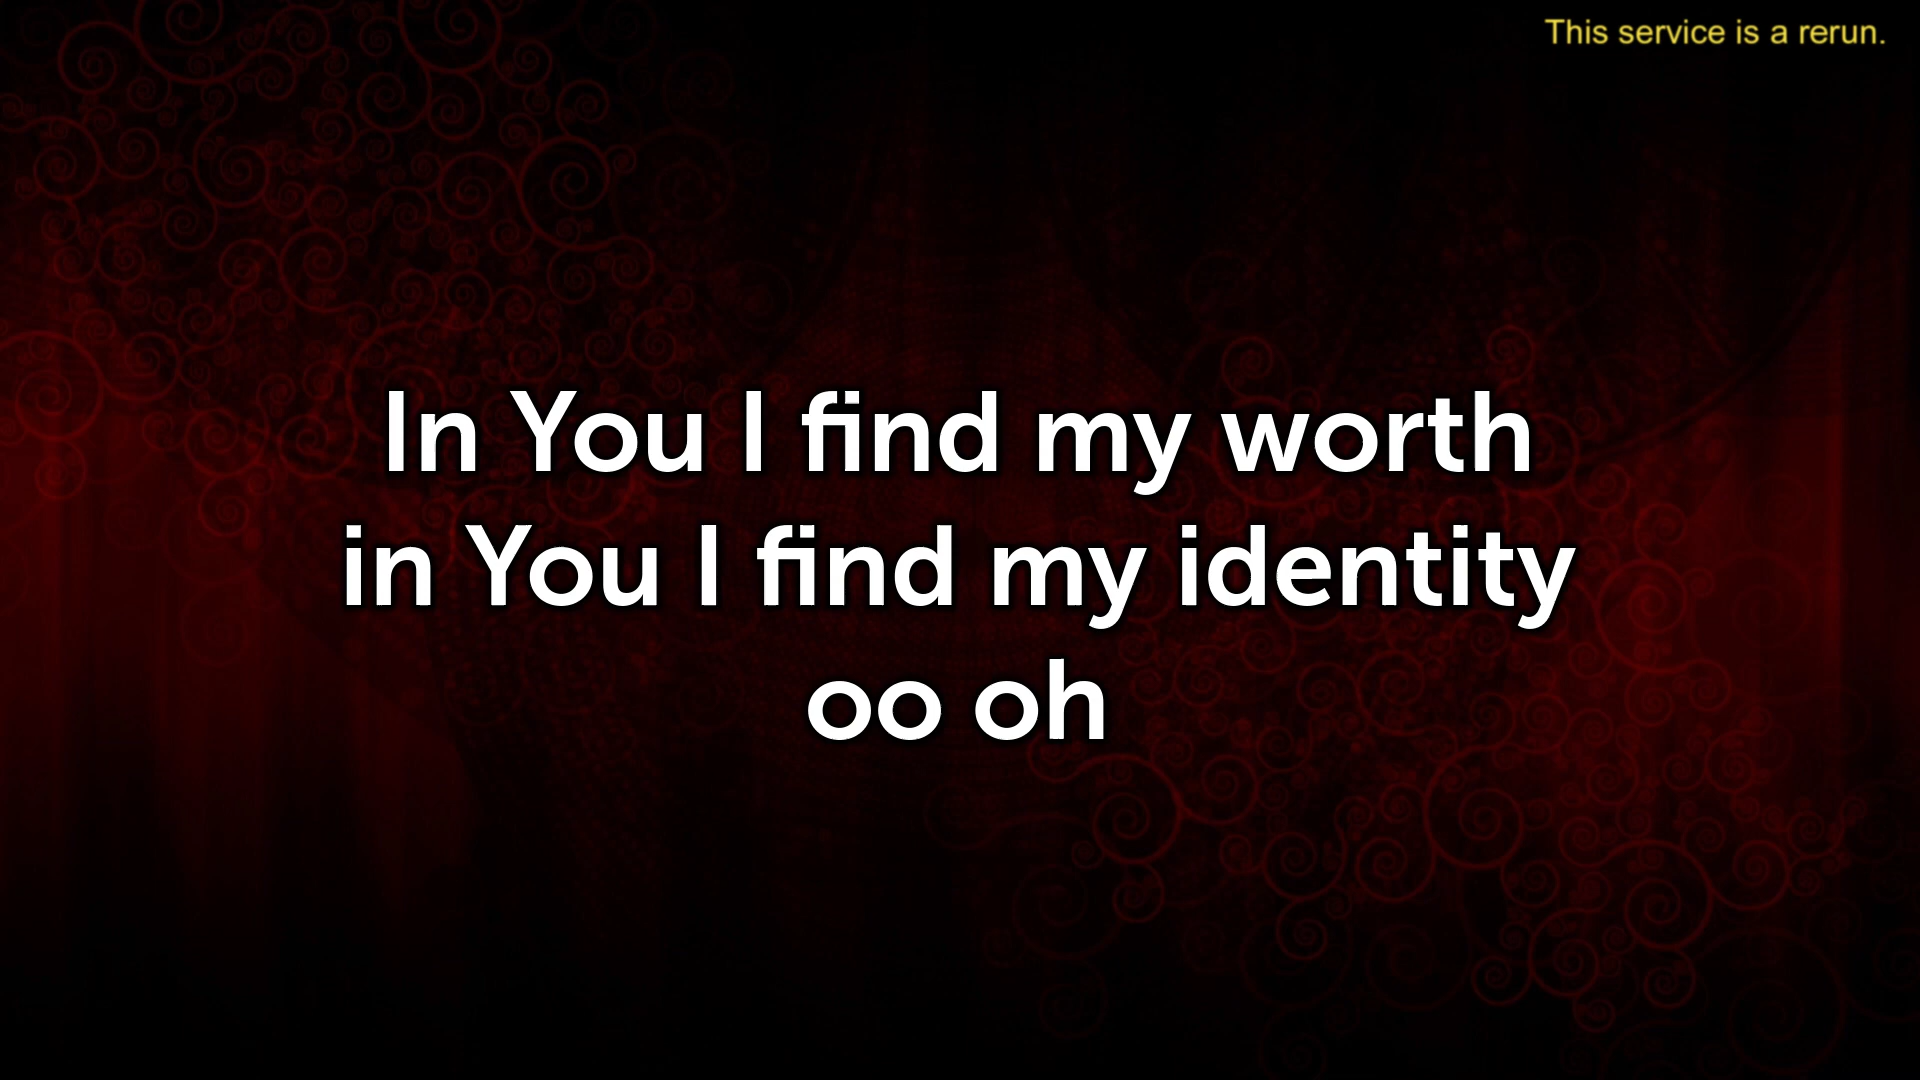 This service is a rerun.
In You I find my worth
in You I find my identity
oo oh